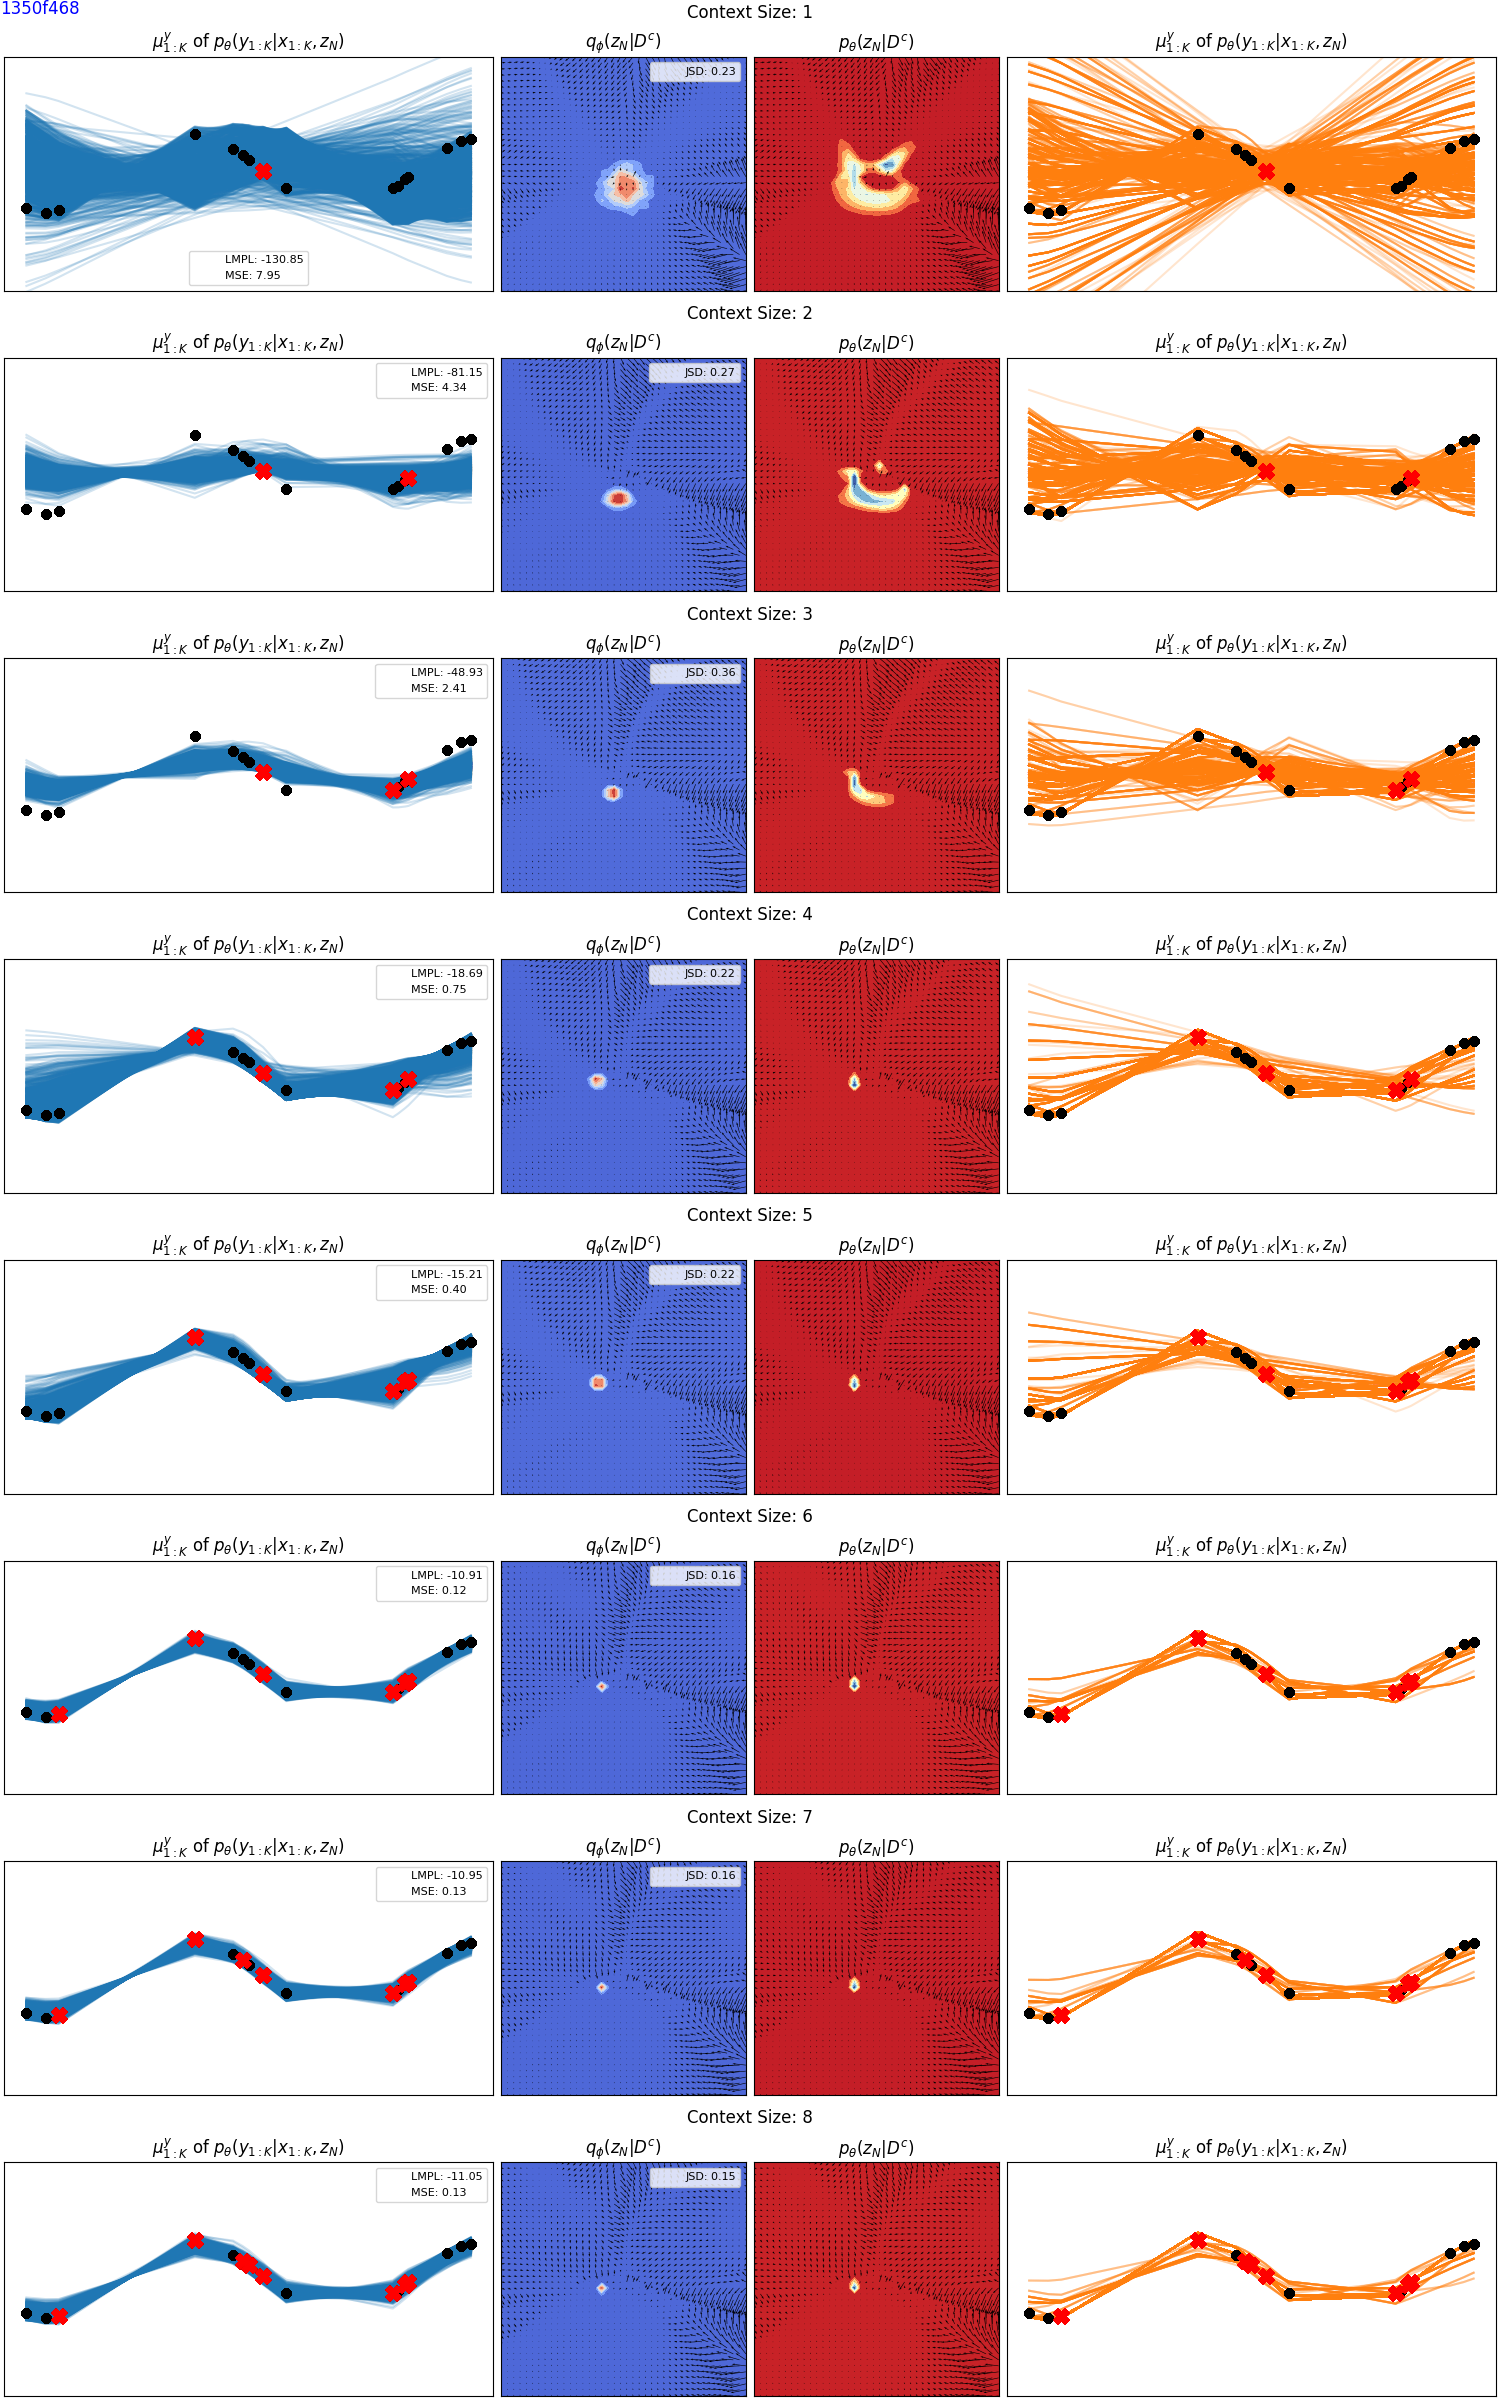 1350f468
Context Size: 1
μ^y_{1:K} of p_θ(y_{1:K}|x_{1:K}, z_N)
q_ϕ(z_N|D^c)
p_θ(z_N|D^c)
μ^y_{1:K} of p_θ(y_{1:K}|x_{1:K}, z_N)
JSD: 0.23
LMPL: -130.85
MSE: 7.95
Context Size: 2
μ^y_{1:K} of p_θ(y_{1:K}|x_{1:K}, z_N)
q_ϕ(z_N|D^c)
p_θ(z_N|D^c)
μ^y_{1:K} of p_θ(y_{1:K}|x_{1:K}, z_N)
LMPL: -81.15
MSE: 4.34
JSD: 0.27
Context Size: 3
μ^y_{1:K} of p_θ(y_{1:K}|x_{1:K}, z_N)
q_ϕ(z_N|D^c)
p_θ(z_N|D^c)
μ^y_{1:K} of p_θ(y_{1:K}|x_{1:K}, z_N)
LMPL: -48.93
MSE: 2.41
JSD: 0.36
Context Size: 4
μ^y_{1:K} of p_θ(y_{1:K}|x_{1:K}, z_N)
q_ϕ(z_N|D^c)
p_θ(z_N|D^c)
μ^y_{1:K} of p_θ(y_{1:K}|x_{1:K}, z_N)
LMPL: -18.69
MSE: 0.75
JSD: 0.22
Context Size: 5
μ^y_{1:K} of p_θ(y_{1:K}|x_{1:K}, z_N)
q_ϕ(z_N|D^c)
p_θ(z_N|D^c)
μ^y_{1:K} of p_θ(y_{1:K}|x_{1:K}, z_N)
LMPL: -15.21
MSE: 0.40
JSD: 0.22
Context Size: 6
μ^y_{1:K} of p_θ(y_{1:K}|x_{1:K}, z_N)
q_ϕ(z_N|D^c)
p_θ(z_N|D^c)
μ^y_{1:K} of p_θ(y_{1:K}|x_{1:K}, z_N)
LMPL: -10.91
MSE: 0.12
JSD: 0.16
Context Size: 7
μ^y_{1:K} of p_θ(y_{1:K}|x_{1:K}, z_N)
q_ϕ(z_N|D^c)
p_θ(z_N|D^c)
μ^y_{1:K} of p_θ(y_{1:K}|x_{1:K}, z_N)
LMPL: -10.95
MSE: 0.13
JSD: 0.16
Context Size: 8
μ^y_{1:K} of p_θ(y_{1:K}|x_{1:K}, z_N)
q_ϕ(z_N|D^c)
p_θ(z_N|D^c)
μ^y_{1:K} of p_θ(y_{1:K}|x_{1:K}, z_N)
LMPL: -11.05
MSE: 0.13
JSD: 0.15